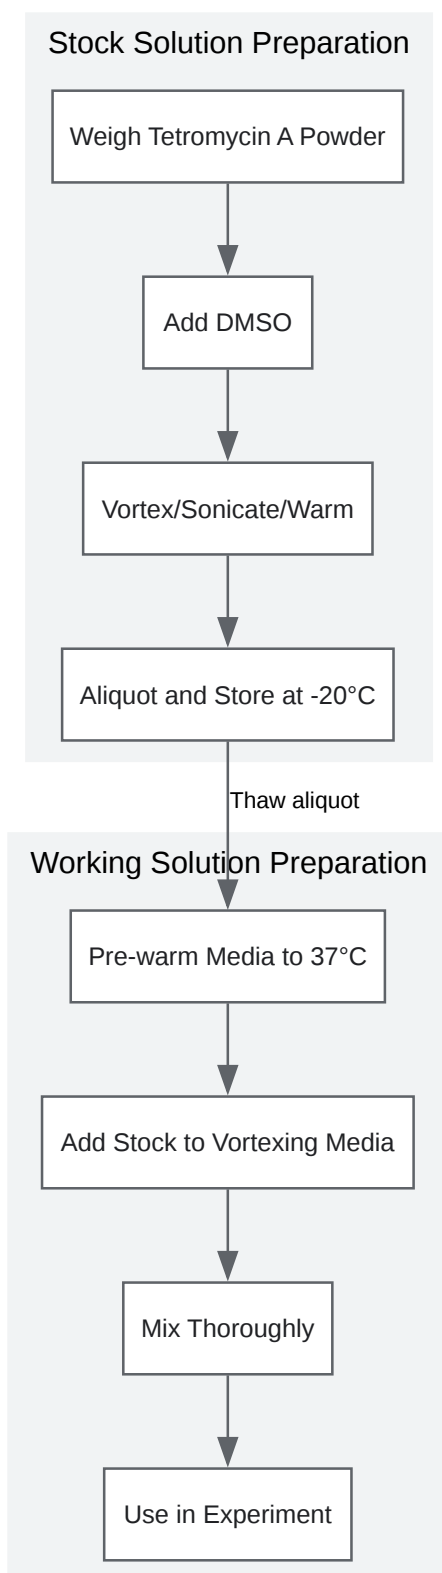 Stock Solution Preparation
Weigh Tetromycin A Powder
Add DMSO
Vortex/Sonicate/Warm
Aliquot and Store at -20°C
Thaw aliquot
Working Solution Preparation
Pre-warm Media to 37°C
Add Stock to Vortexing Media
Mix Thoroughly
Use in Experiment